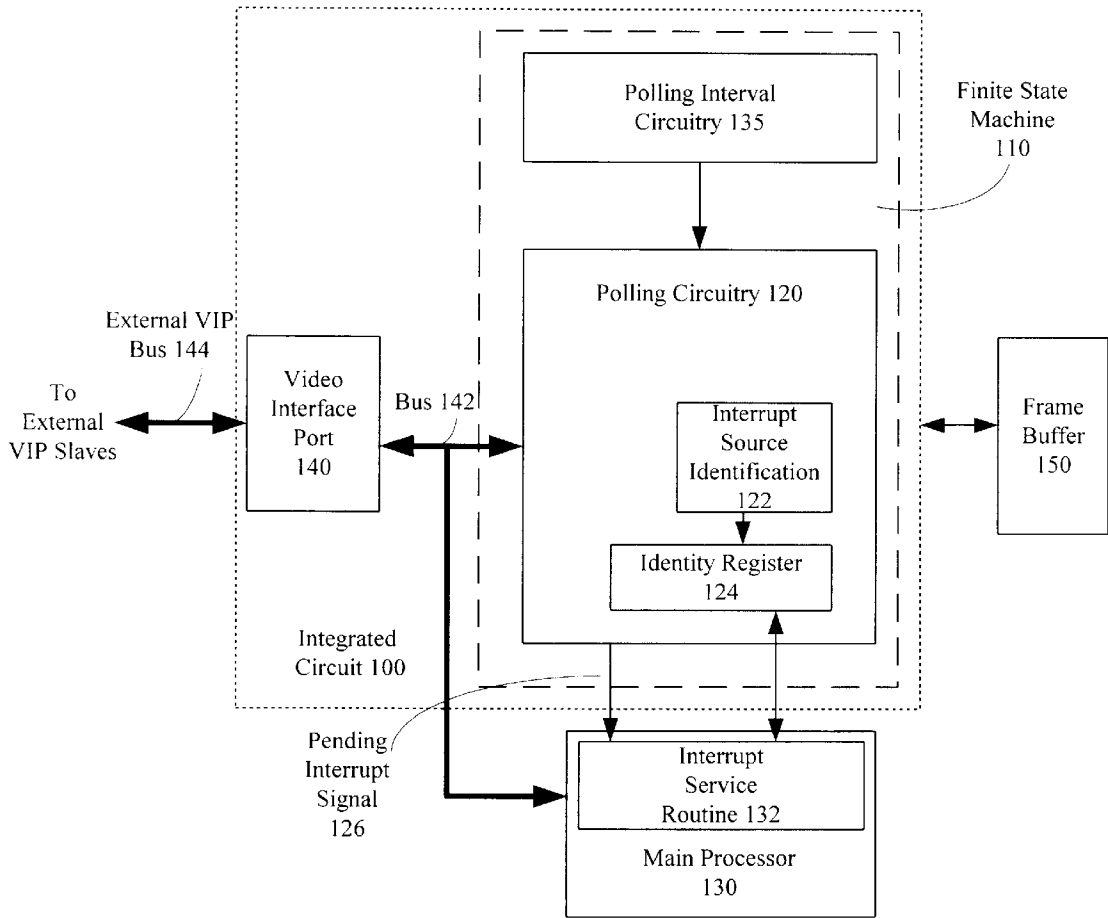 Polling Interval
Circuitry 135
Finite State
Machine
110
Polling Circuitry 120
External VIP
Bus 144
To
External
VIP Slaves
Video
Interface
Port
140
Bus 142
Interrupt
Source
Identification
122
Frame
Buffer
150
Identity Register
124
Integrated
Circuit 100
Pending
Interrupt
Signal
126
Interrupt
Service
Routine 132
Main Processor
130